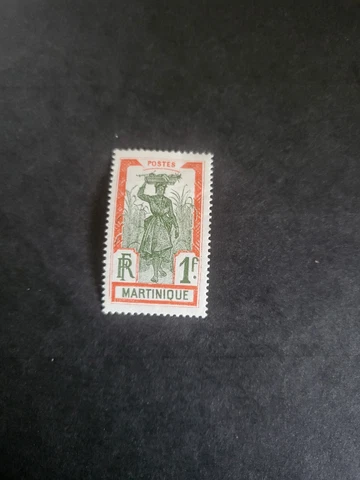 POSTES
RF 1F.
MARTINIQUE